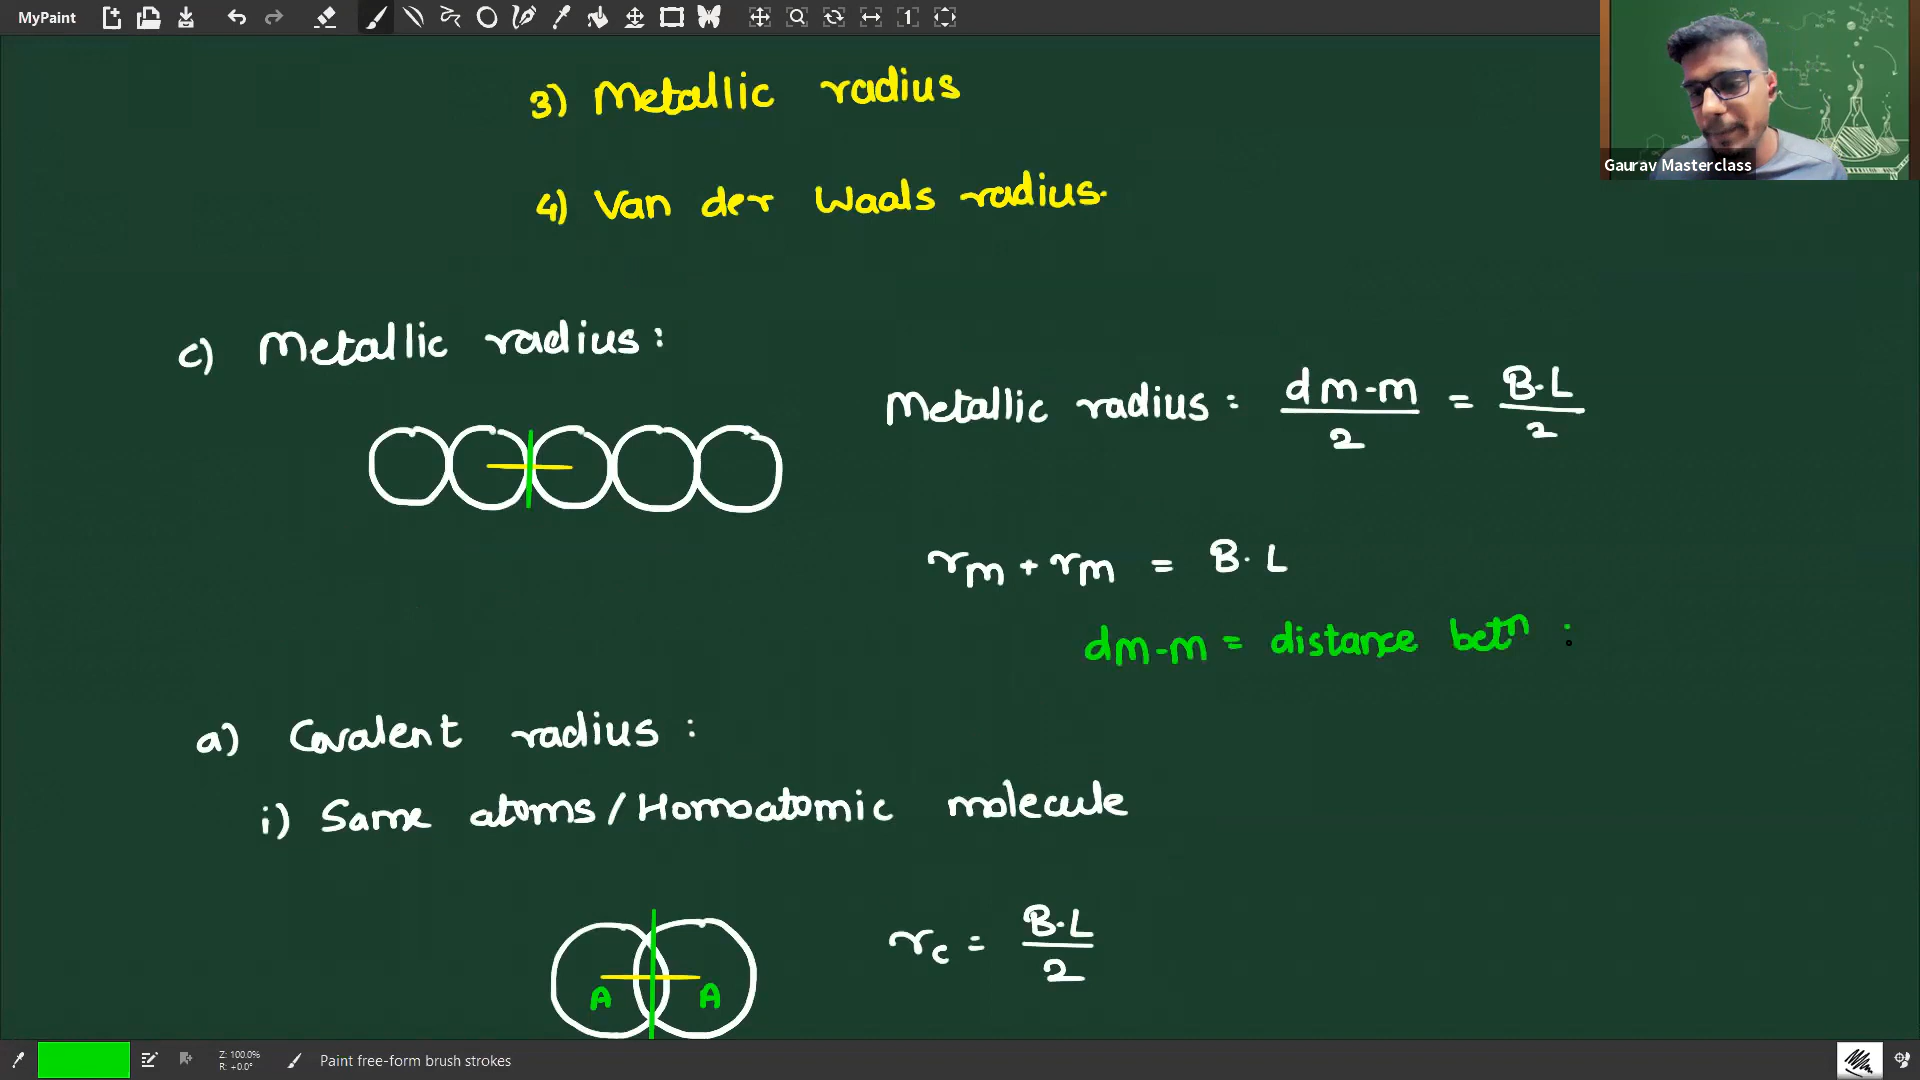 MyPaint
Gaurav Masterclass
3) Metallic radius
4) Van der Waals radius.
c) Metallic radius :
Metallic radius = dm-m / 2 = B.L / 2
rm + rm = B.L
dm-m = distance betn :
a) Covalent radius :
i) Same atoms / Homoatomic molecule
A A
rc = B.L / 2
Z: 100.0%
R: +0.0°
Paint free-form brush strokes